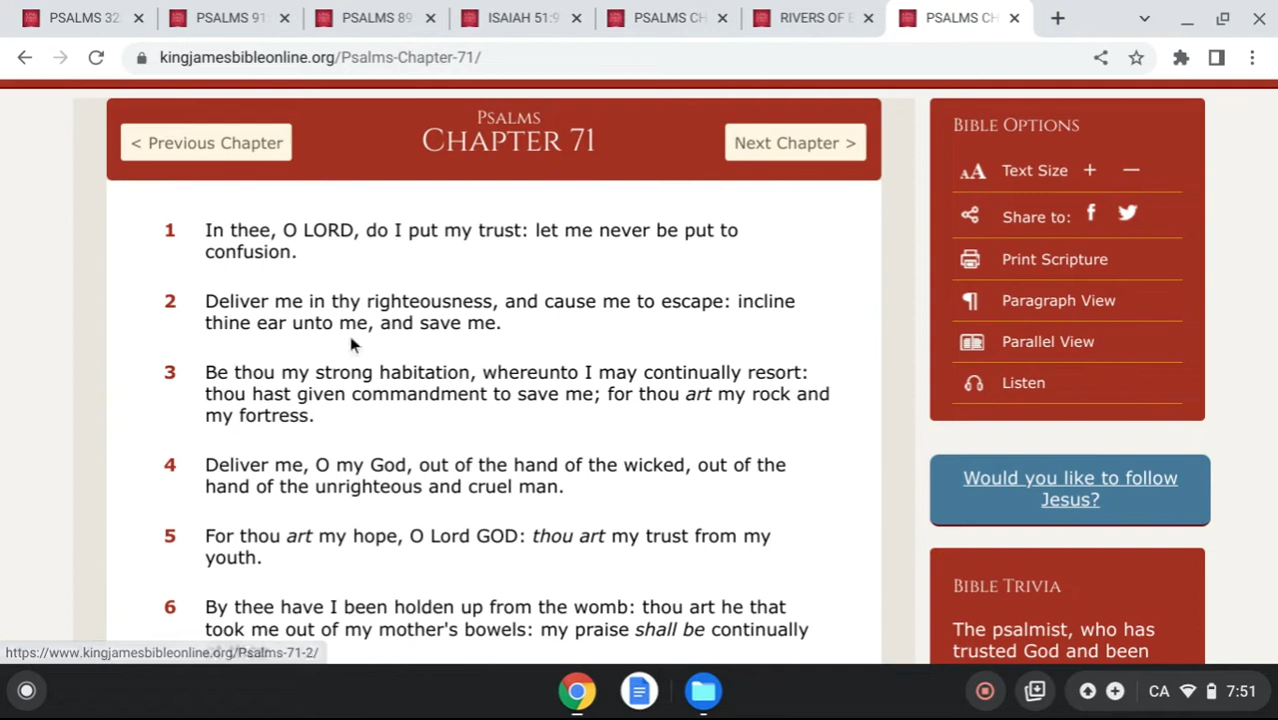 PSALMS 32
PSALMS 91:
PSALMS 89
ISAIAH 51:9
PSALMS CH
RIVERS OF
PSALMS CH
kingjamesbibleonline.org/Psalms-Chapter-71/
< Previous Chapter
PSALMS
CHAPTER 71
Next Chapter >
1 In thee, O LORD, do I put my trust: let me never be put to
confusion.
2 Deliver me in thy righteousness, and cause me to escape: incline
thine ear unto me, and save me.
3 Be thou my strong habitation, whereunto I may continually resort:
thou hast given commandment to save me; for thou art my rock and
my fortress.
4 Deliver me, O my God, out of the hand of the wicked, out of the
hand of the unrighteous and cruel man.
5 For thou art my hope, O Lord GOD: thou art my trust from my
youth.
6 By thee have I been holden up from the womb: thou art he that
took me out of my mother's bowels: my praise shall be continually
BIBLE OPTIONS
AA Text Size + —
Share to:
Print Scripture
Paragraph View
Parallel View
Listen
Would you like to follow
Jesus?
BIBLE TRIVIA
The psalmist, who has
trusted God and been
https://www.kingjamesbibleonline.org/Psalms-71-2/
CA 7:51